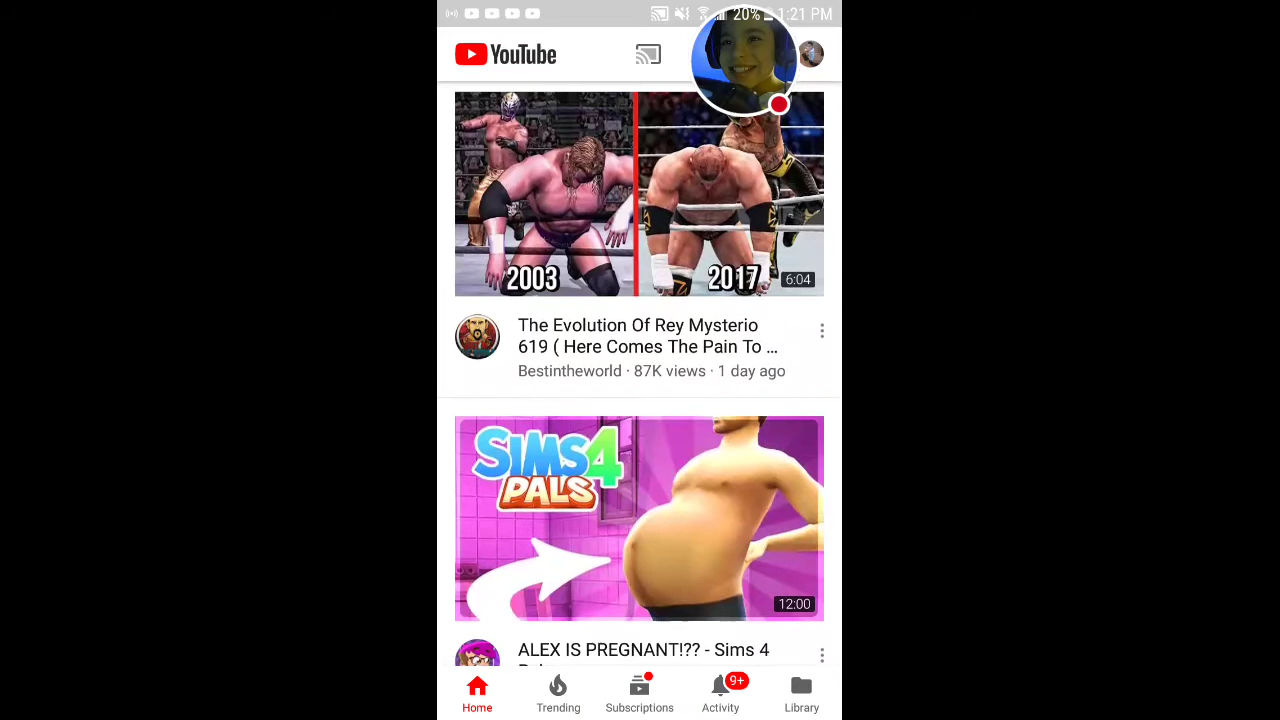 20% 1:21 PM
YouTube
2003
2017
6:04
The Evolution Of Rey Mysterio
619 ( Here Comes The Pain To ...
Bestintheworld · 87K views · 1 day ago
SIMS 4
PALS
12:00
ALEX IS PREGNANT!?? - Sims 4
9+
Home
Trending
Subscriptions
Activity
Library